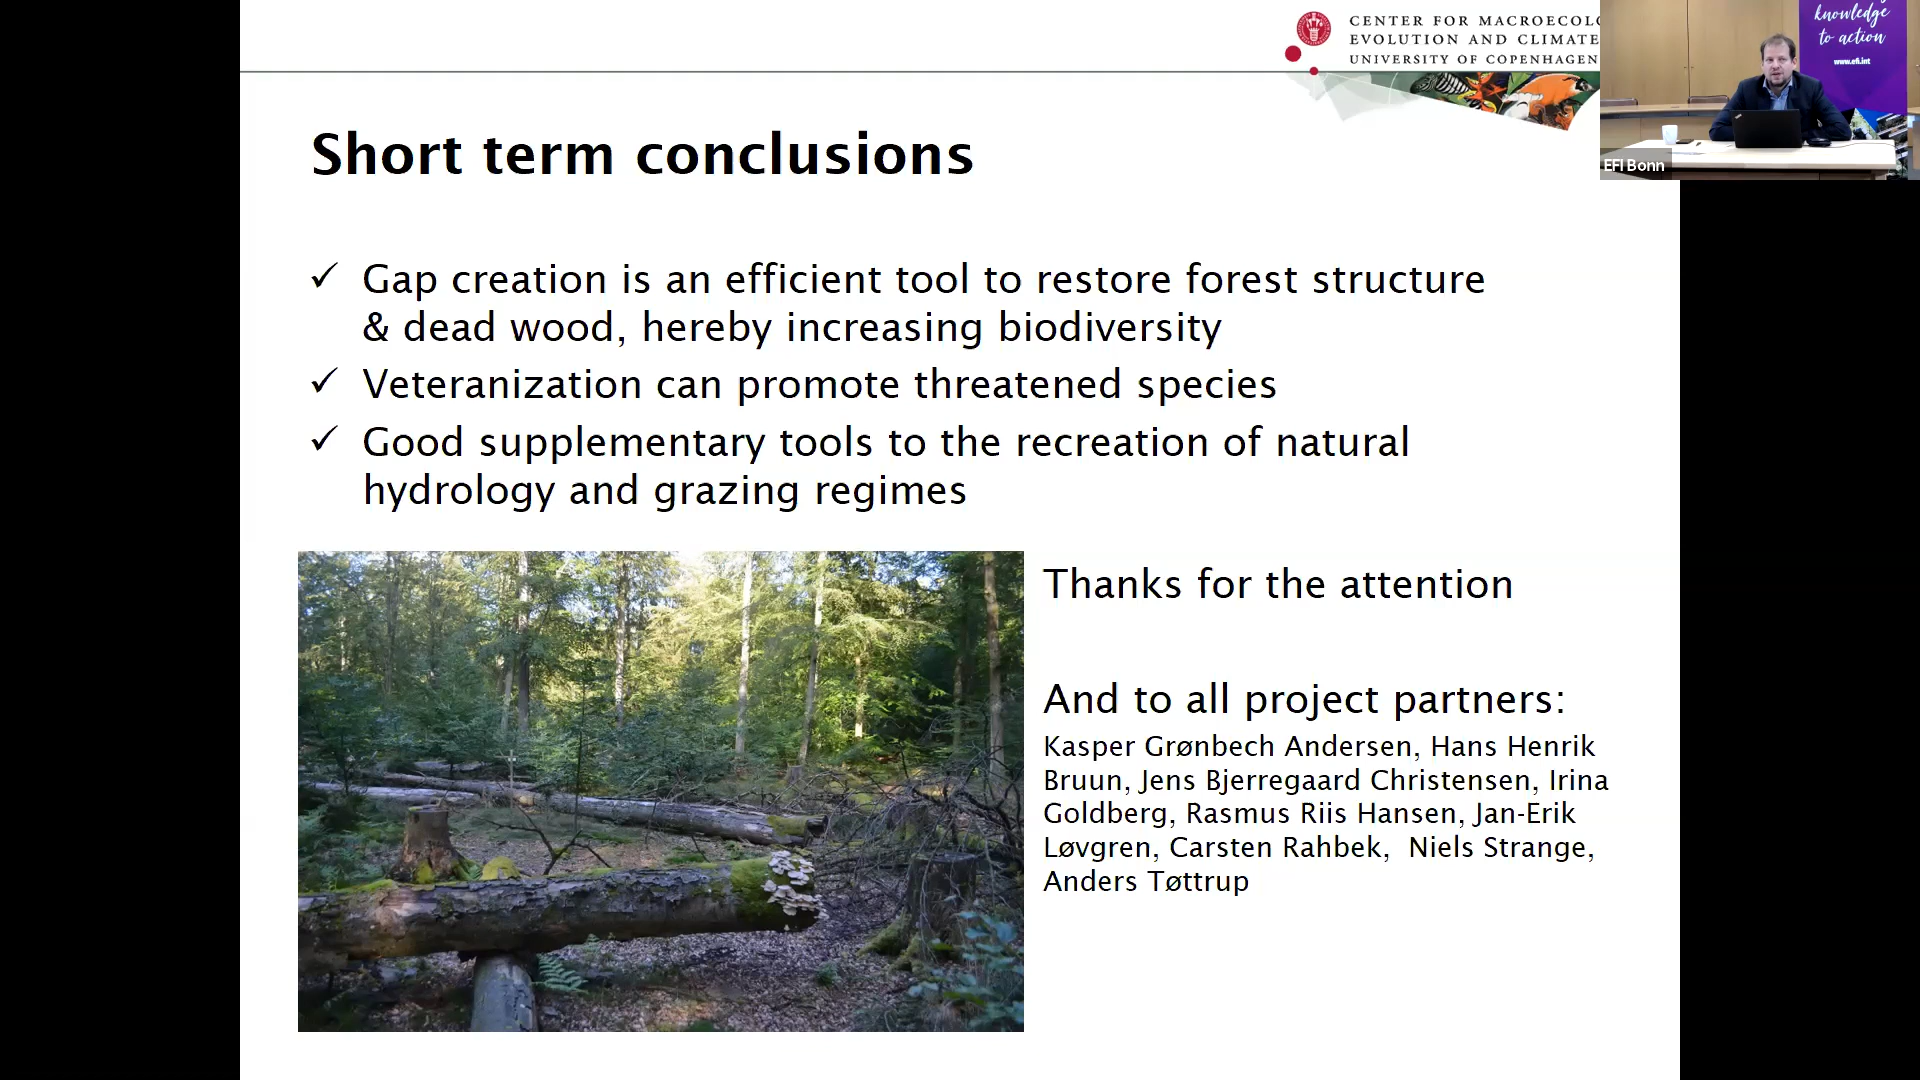 CENTER FOR MACROECOL
EVOLUTION AND CLIMATE
UNIVERSITY OF COPENHAGEN
knowledge
to action
www.efi.int
EFI Bonn
Short term conclusions
✓ Gap creation is an efficient tool to restore forest structure
& dead wood, hereby increasing biodiversity
✓ Veteranization can promote threatened species
✓ Good supplementary tools to the recreation of natural
hydrology and grazing regimes
Thanks for the attention
And to all project partners:
Kasper Grønbech Andersen, Hans Henrik
Bruun, Jens Bjerregaard Christensen, Irina
Goldberg, Rasmus Riis Hansen, Jan-Erik
Løvgren, Carsten Rahbek, Niels Strange,
Anders Tøttrup